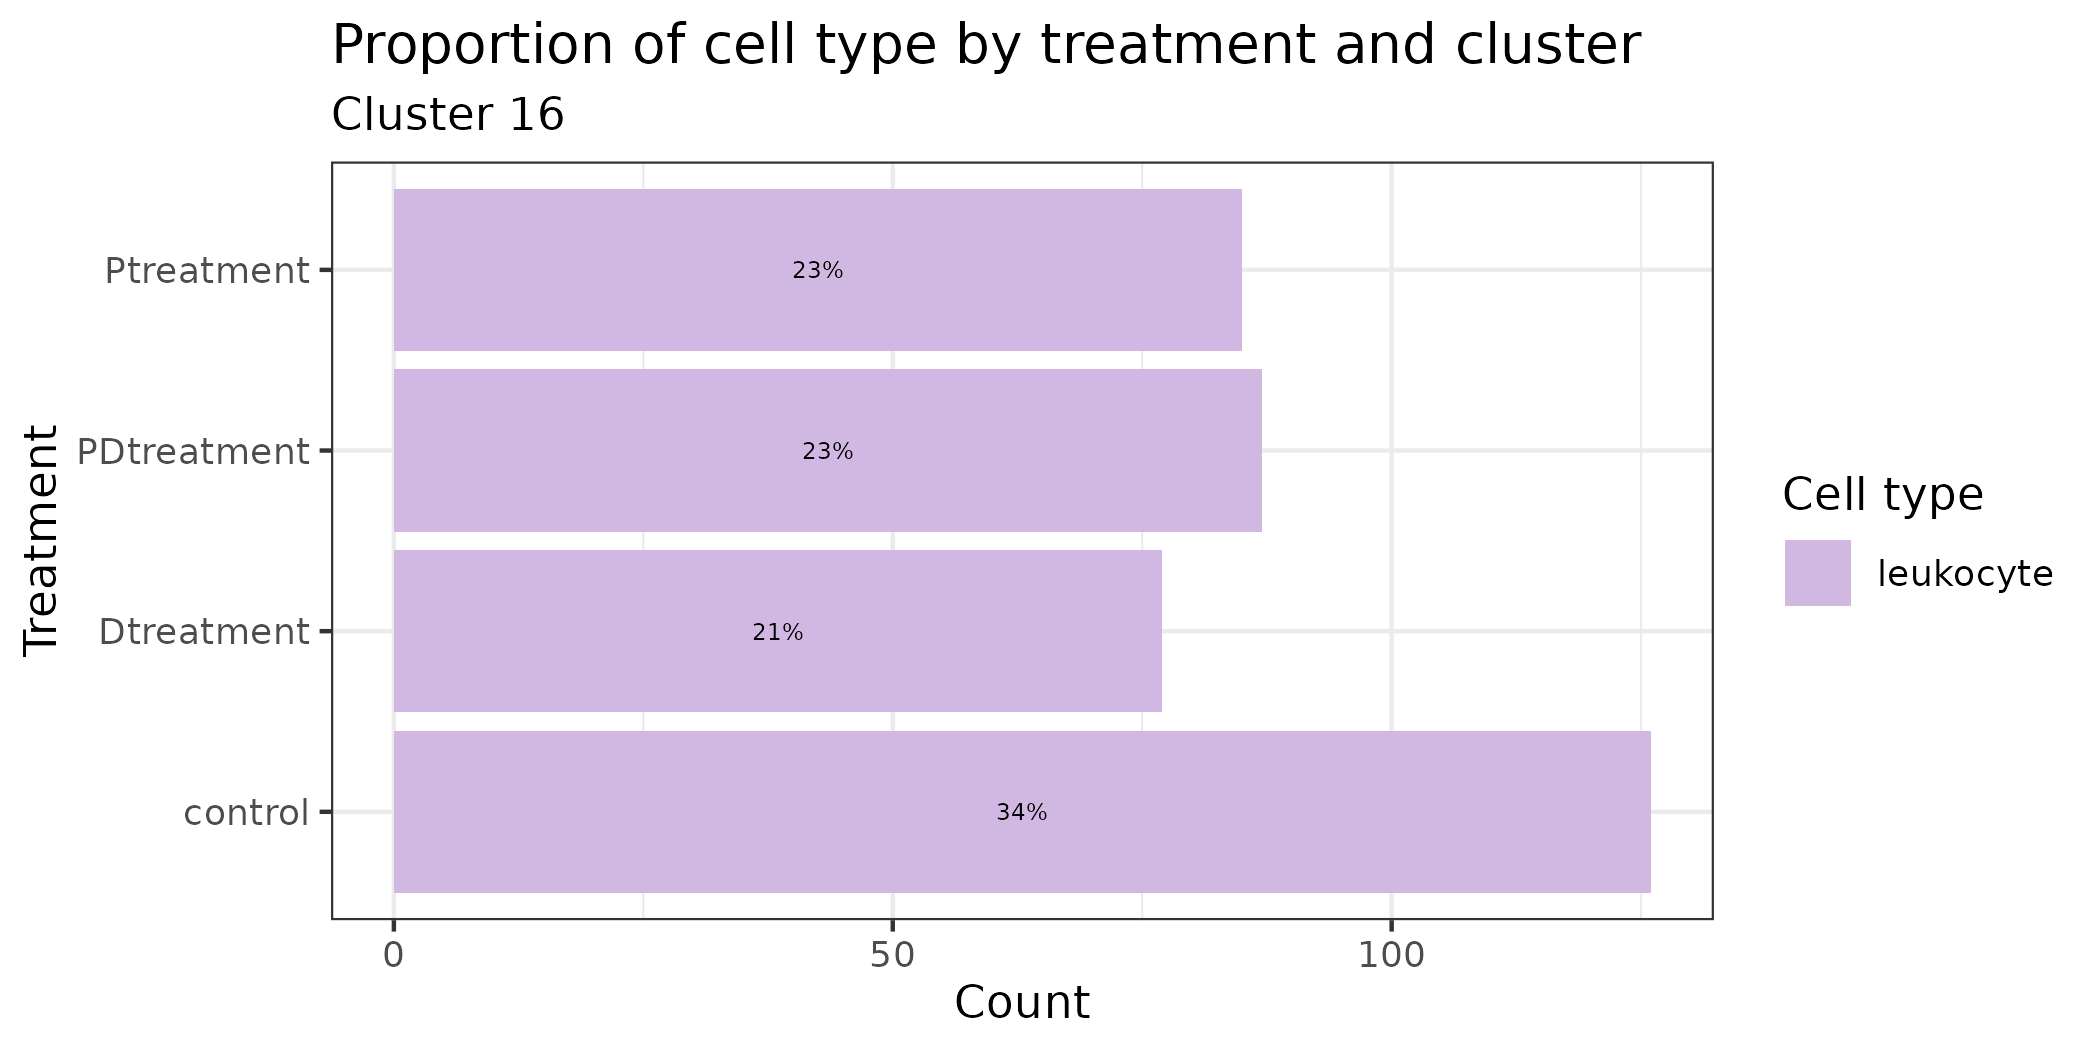 Proportion of cell type by treatment and cluster
Cluster 16
Treatment
Ptreatment
23%
PDtreatment
23%
Dtreatment
21%
control
34%
0 50 100
Count
Cell type
leukocyte